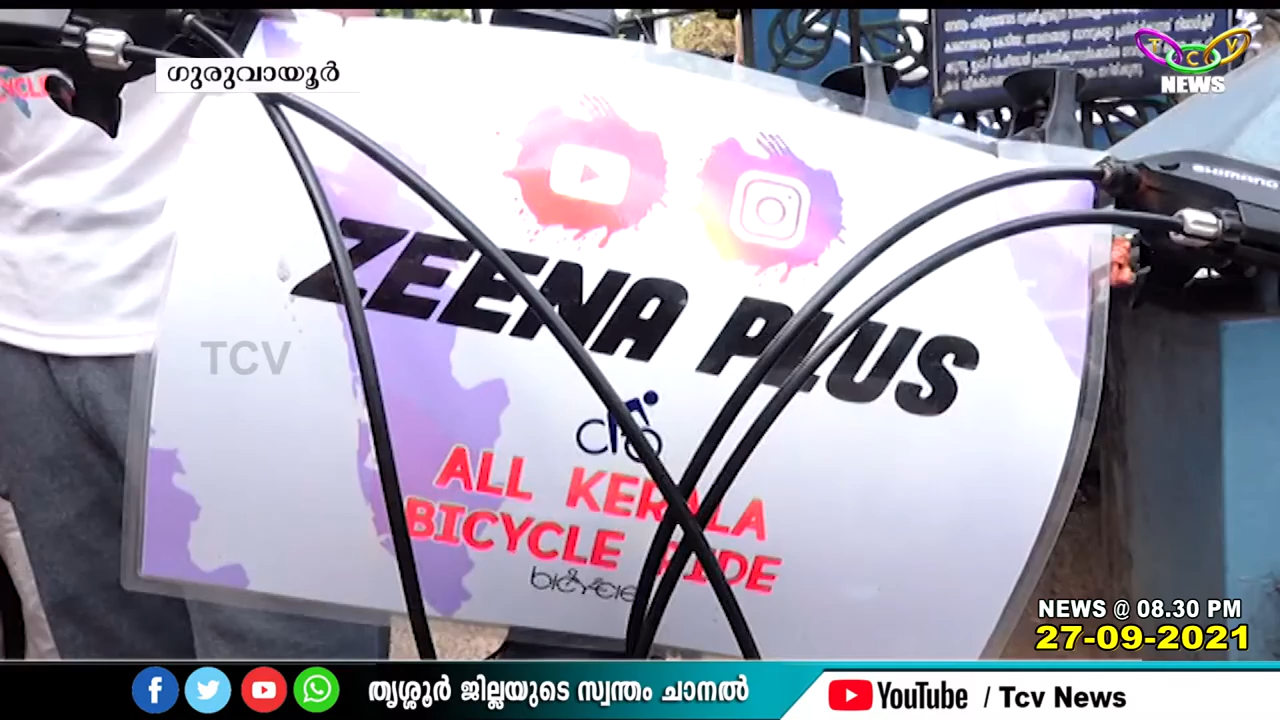 ഗുരുവായൂർ
TCV
NEWS
SHIMANO
ZEENA PLUS
TCV
ALL KERALA
BICYCLE RIDE
NEWS @ 08.30 PM
27-09-2021
തൃശ്ശൂർ ജില്ലയുടെ സ്വന്തം ചാനൽ
YouTube / Tcv News